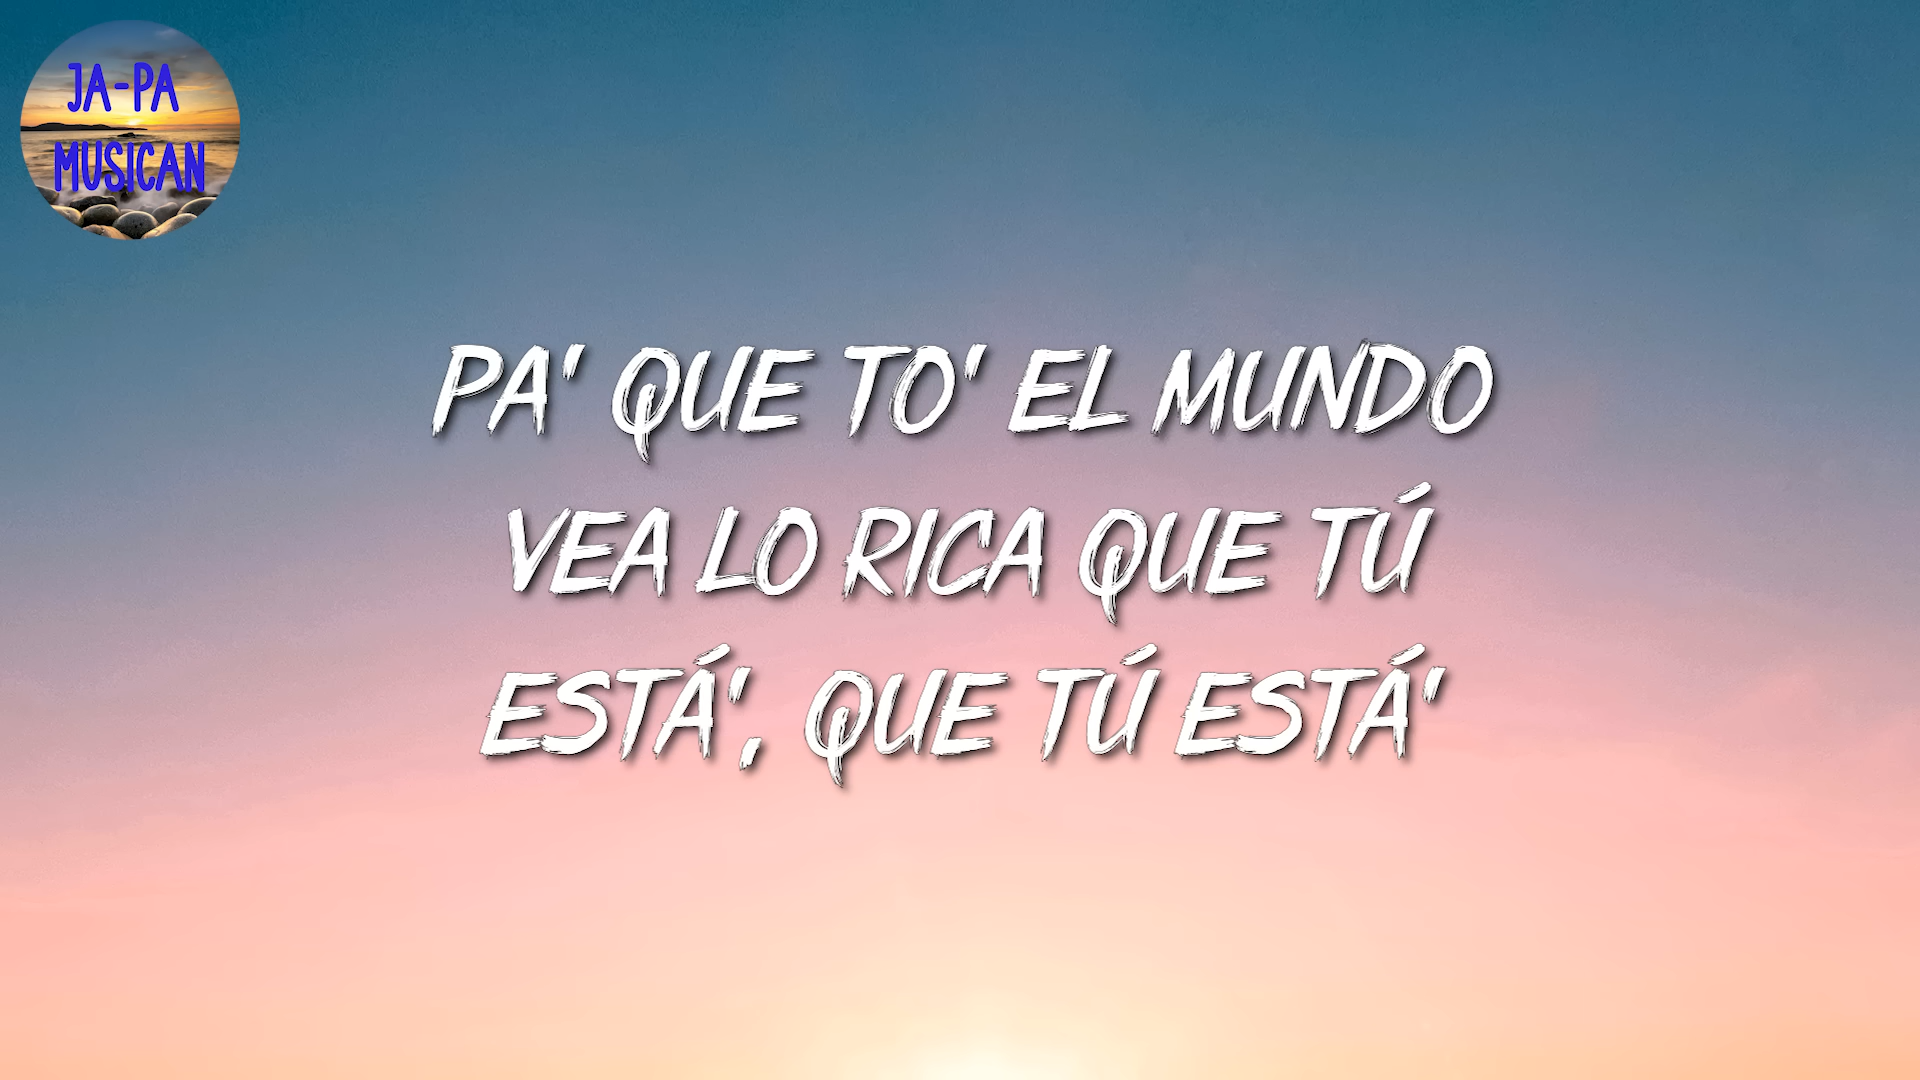 JA-PA
MUSICAN
PA' QUE TO' EL MUNDO
VEA LO RICA QUE TÚ
ESTÁ', QUE TÚ ESTÁ'